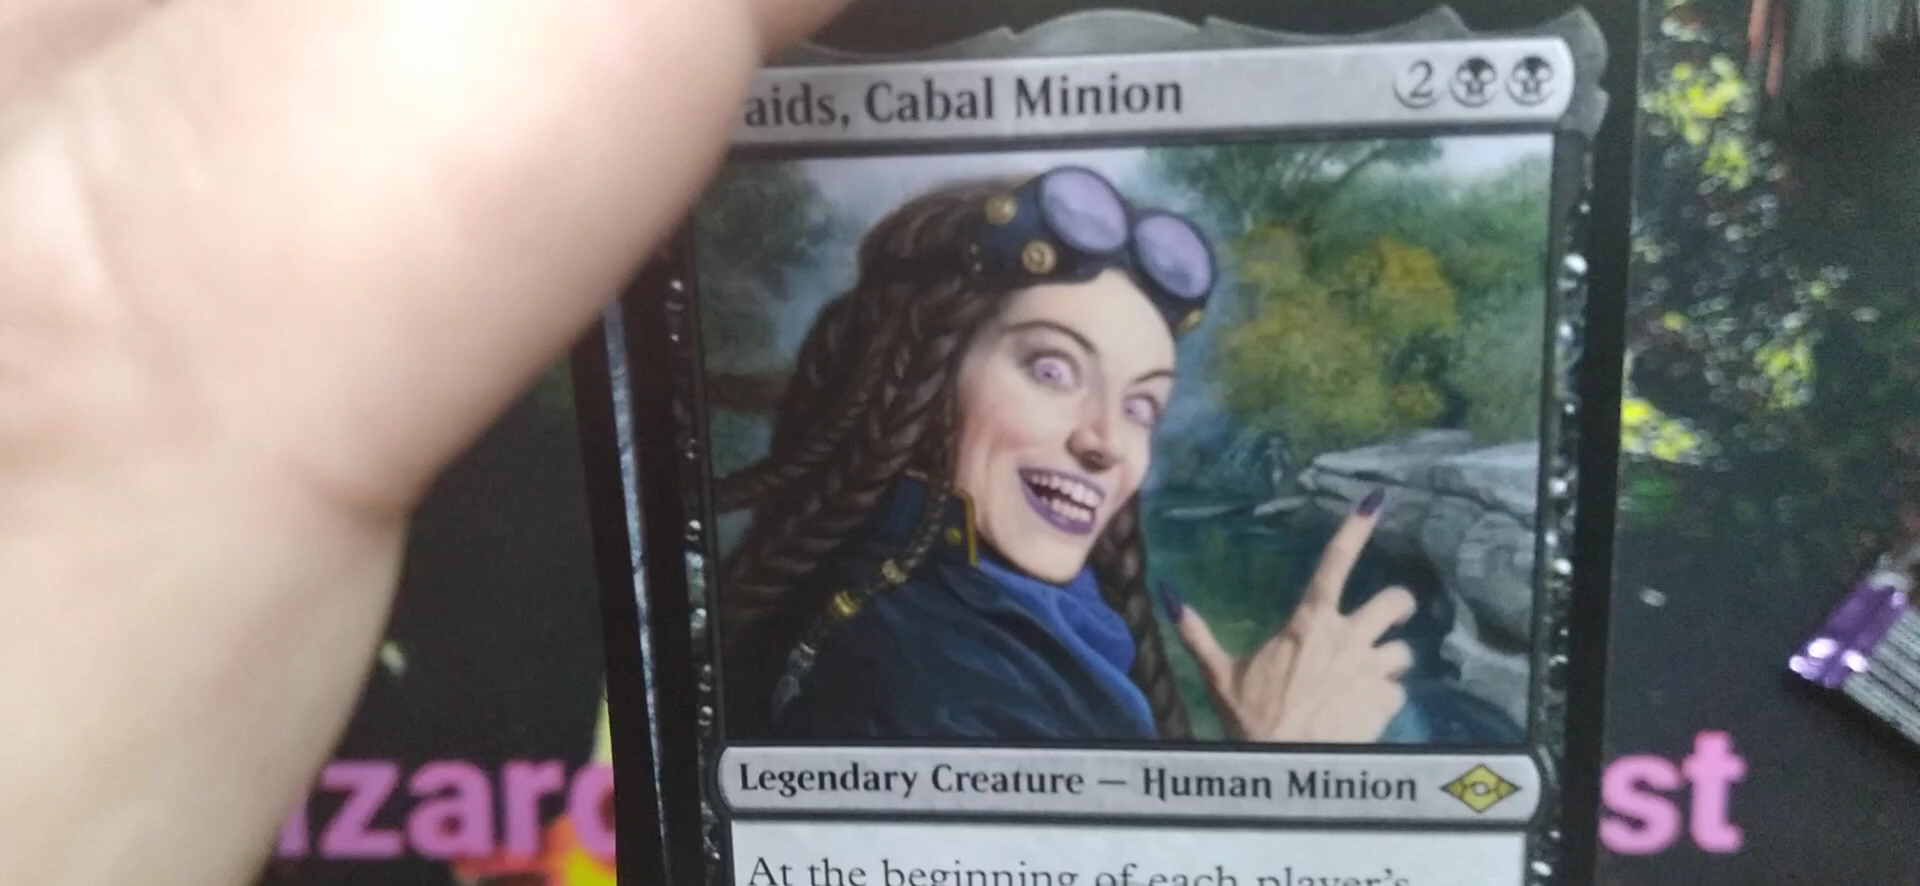 aids, Cabal Minion 2
Legendary Creature — Human Minion
At the beginning of each player's
izard st